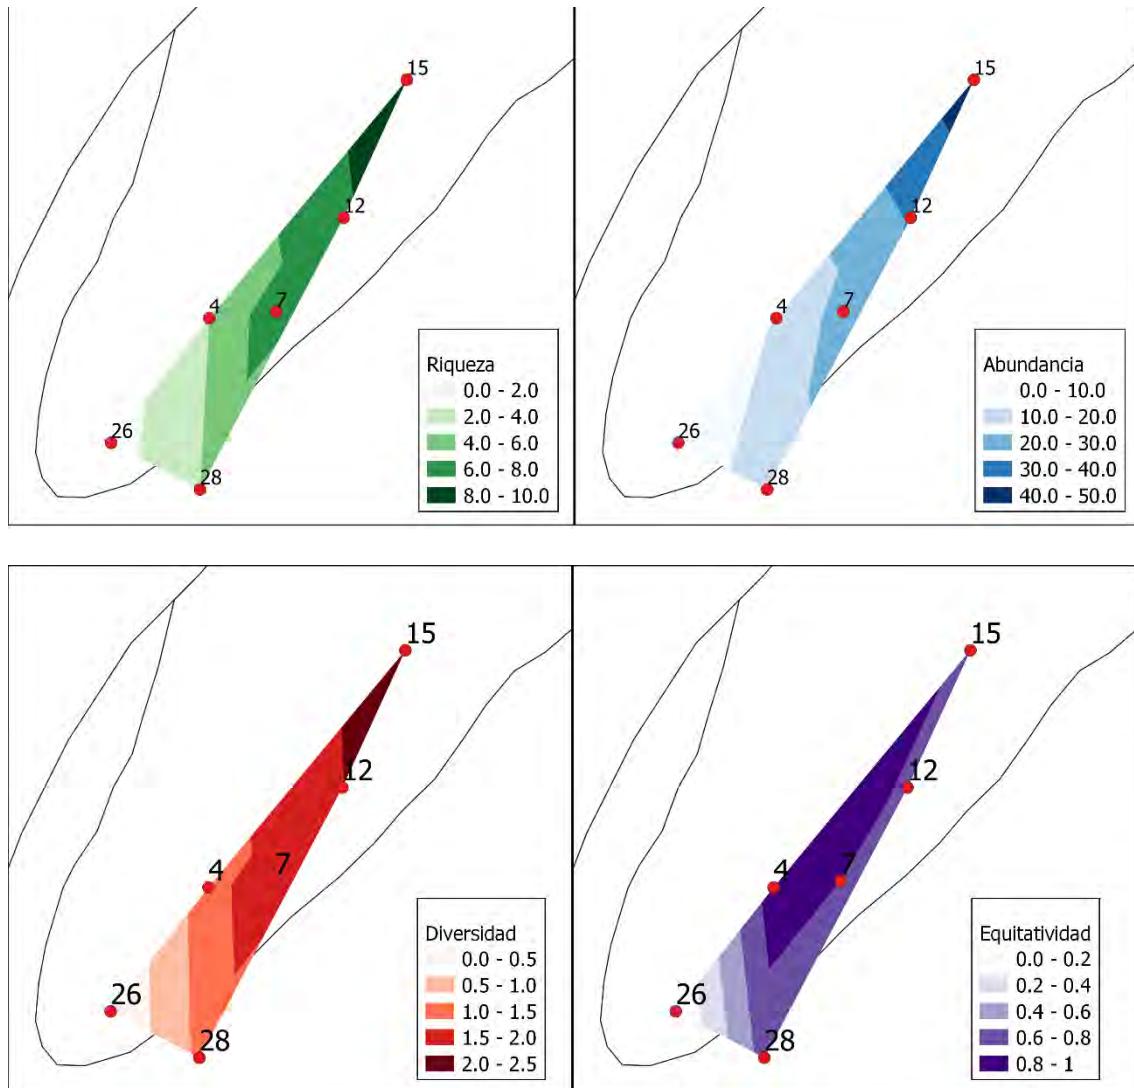 15
12
4
7
26
28
Riqueza
0.0 - 2.0
2.0 - 4.0
4.0 - 6.0
6.0 - 8.0
8.0 - 10.0
15
12
4
7
26
28
Abundancia
0.0 - 10.0
10.0 - 20.0
20.0 - 30.0
30.0 - 40.0
40.0 - 50.0
15
12
4
7
26
28
Diversidad
0.0 - 0.5
0.5 - 1.0
1.0 - 1.5
1.5 - 2.0
2.0 - 2.5
15
12
4
7
26
28
Equitatividad
0.0 - 0.2
0.2 - 0.4
0.4 - 0.6
0.6 - 0.8
0.8 - 1